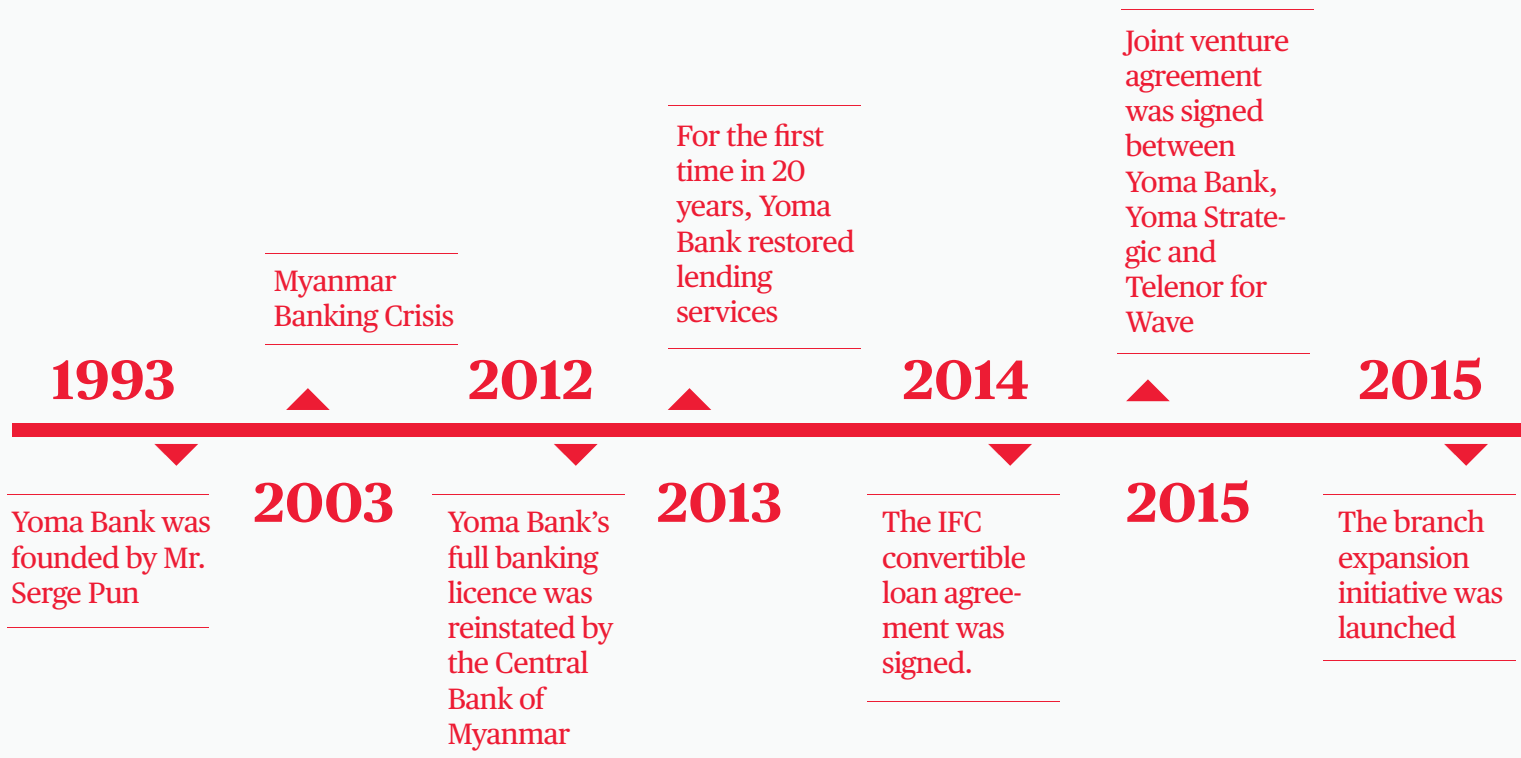 1993
Yoma Bank was
founded by Mr.
Serge Pun
Myanmar
Banking Crisis
2003
2012
Yoma Bank’s
full banking
licence was
reinstated by
the Central
Bank of
Myanmar
For the first
time in 20
years, Yoma
Bank restored
lending
services
2013
2014
The IFC
convertible
loan agree-
ment was
signed.
Joint venture
agreement
was signed
between
Yoma Bank,
Yoma Strate-
gic and
Telenor for
Wave
2015
2015
The branch
expansion
initiative was
launched